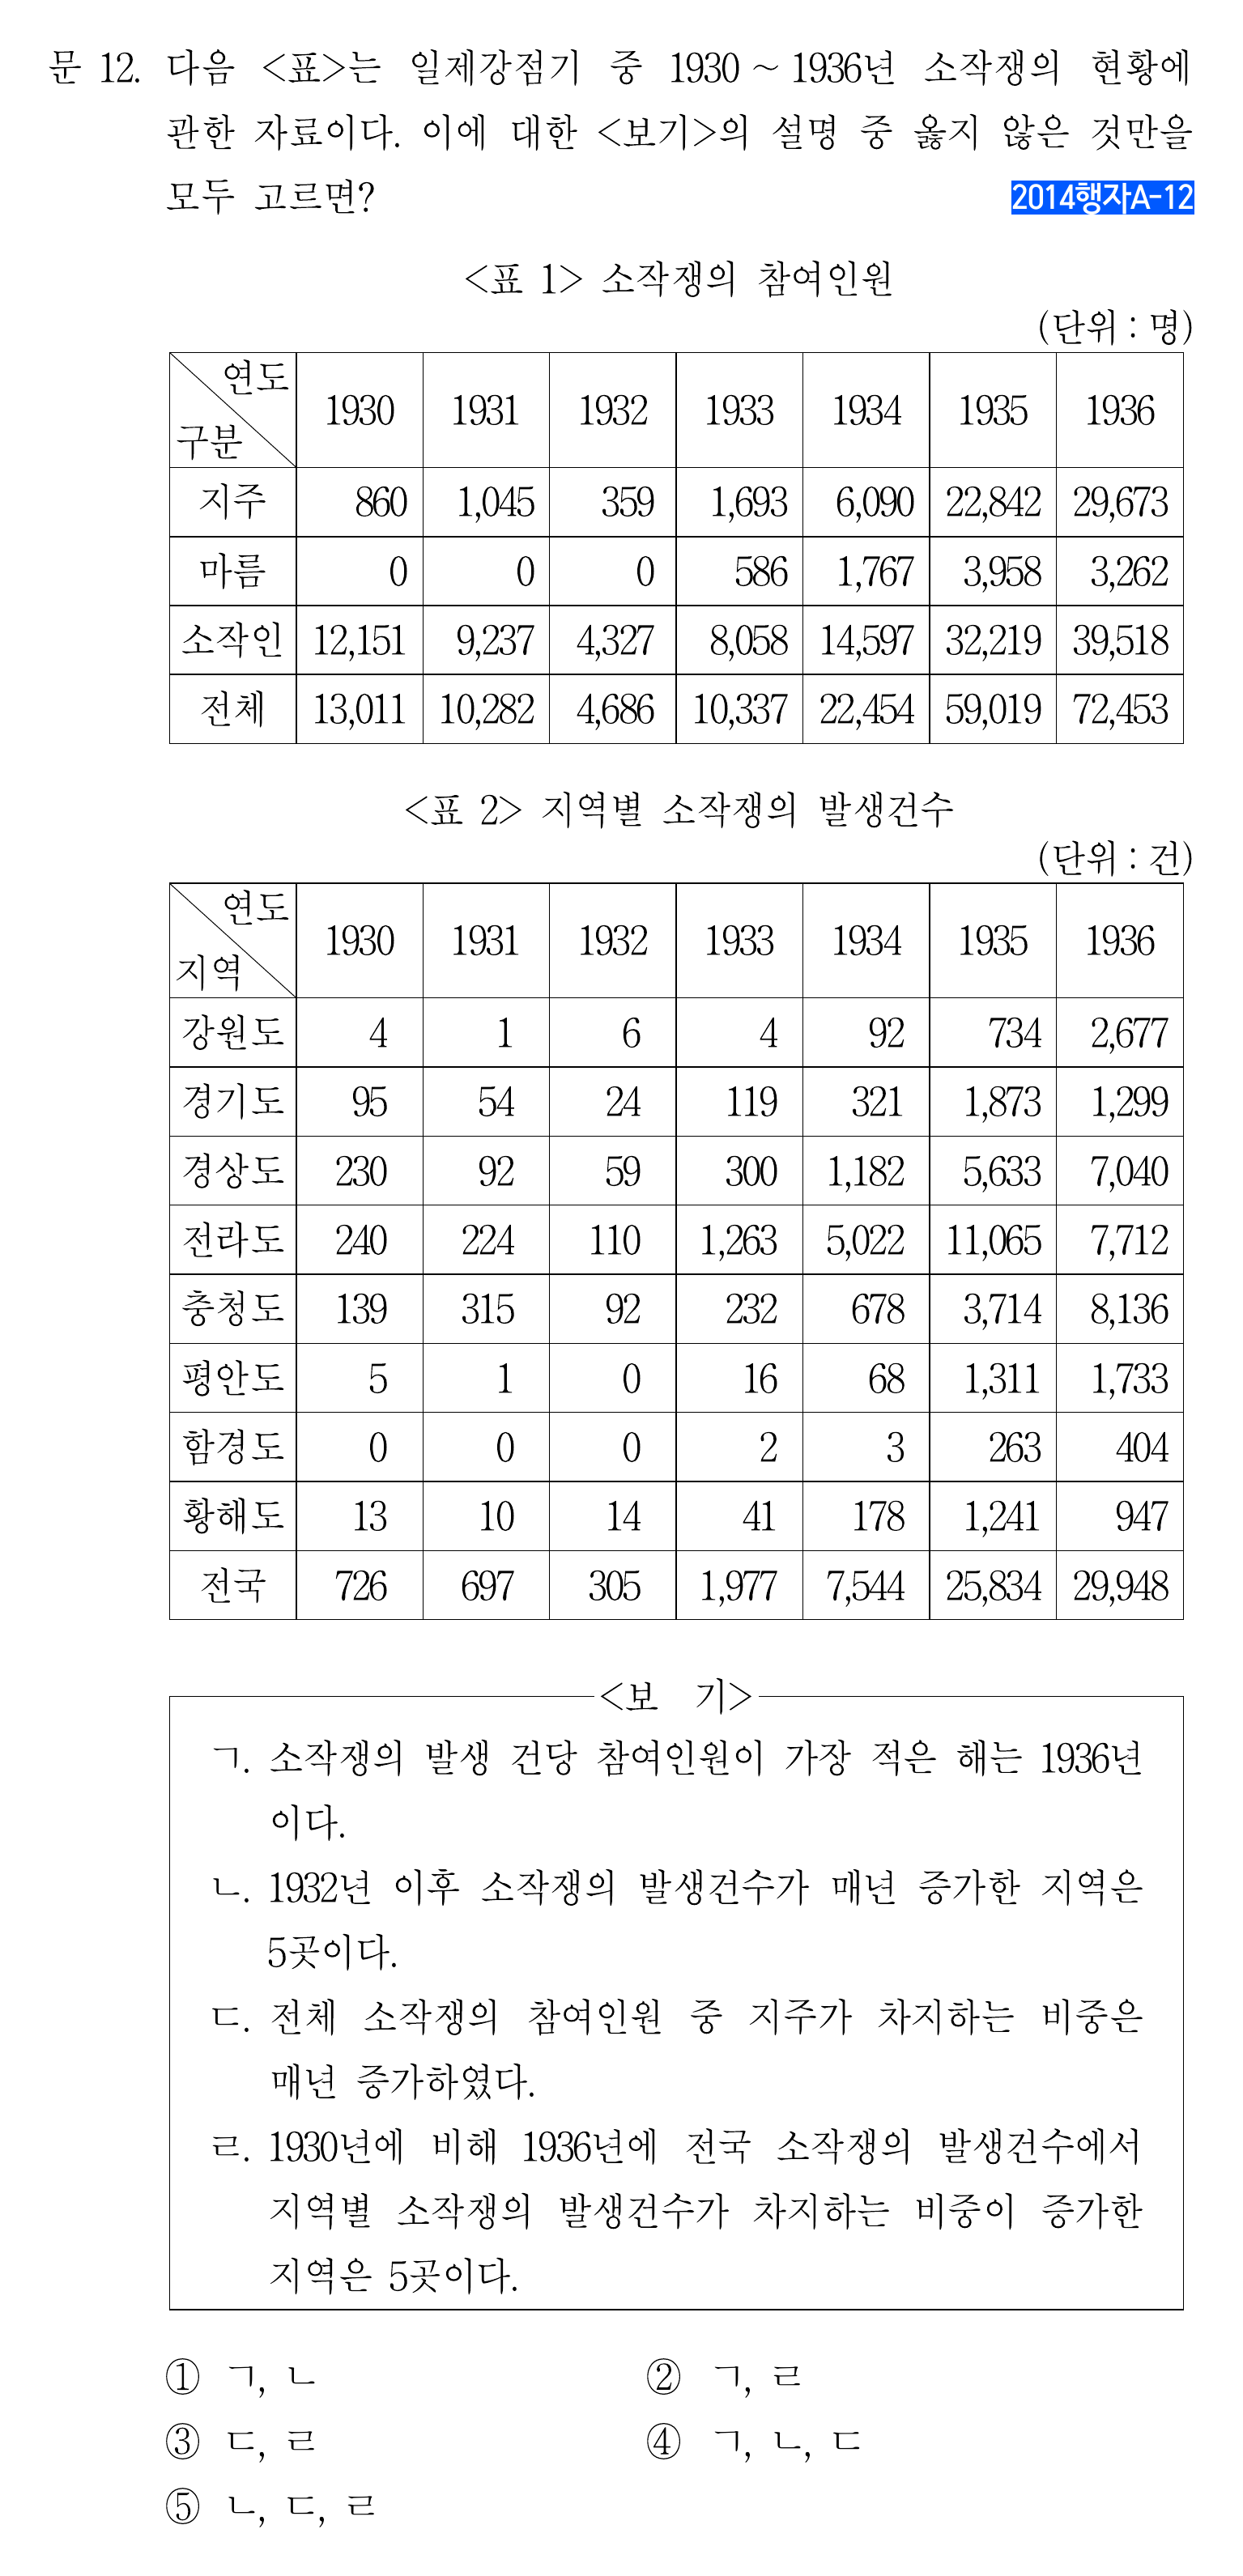 문 12. 다음 <표>는 일제강점기 중 1930 ~ 1936년 소작쟁의 현황에
관한 자료이다. 이에 대한 <보기>의 설명 중 옳지 않은 것만을
모두 고르면?
2014행자A-12
<표 1> 소작쟁의 참여인원
(단위 : 명)
연도 구분 1930 1931 1932 1933 1934 1935 1936
지주 860 1,045 359 1,693 6,090 22,842 29,673
마름 0 0 0 586 1,767 3,958 3,262
소작인 12,151 9,237 4,327 8,058 14,597 32,219 39,518
전체 13,011 10,282 4,686 10,337 22,454 59,019 72,453
<표 2> 지역별 소작쟁의 발생건수
(단위 : 건)
연도 지역 1930 1931 1932 1933 1934 1935 1936
강원도 4 1 6 4 92 734 2,677
경기도 95 54 24 119 321 1,873 1,299
경상도 230 92 59 300 1,182 5,633 7,040
전라도 240 224 110 1,263 5,022 11,065 7,712
충청도 139 315 92 232 678 3,714 8,136
평안도 5 1 0 16 68 1,311 1,733
함경도 0 0 0 2 3 263 404
황해도 13 10 14 41 178 1,241 947
전국 726 697 305 1,977 7,544 25,834 29,948
<보 기>
ㄱ. 소작쟁의 발생 건당 참여인원이 가장 적은 해는 1936년
이다.
ㄴ. 1932년 이후 소작쟁의 발생건수가 매년 증가한 지역은
5곳이다.
ㄷ. 전체 소작쟁의 참여인원 중 지주가 차지하는 비중은
매년 증가하였다.
ㄹ. 1930년에 비해 1936년에 전국 소작쟁의 발생건수에서
지역별 소작쟁의 발생건수가 차지하는 비중이 증가한
지역은 5곳이다.
① ㄱ, ㄴ ② ㄱ, ㄹ
③ ㄷ, ㄹ ④ ㄱ, ㄴ, ㄷ
⑤ ㄴ, ㄷ, ㄹ